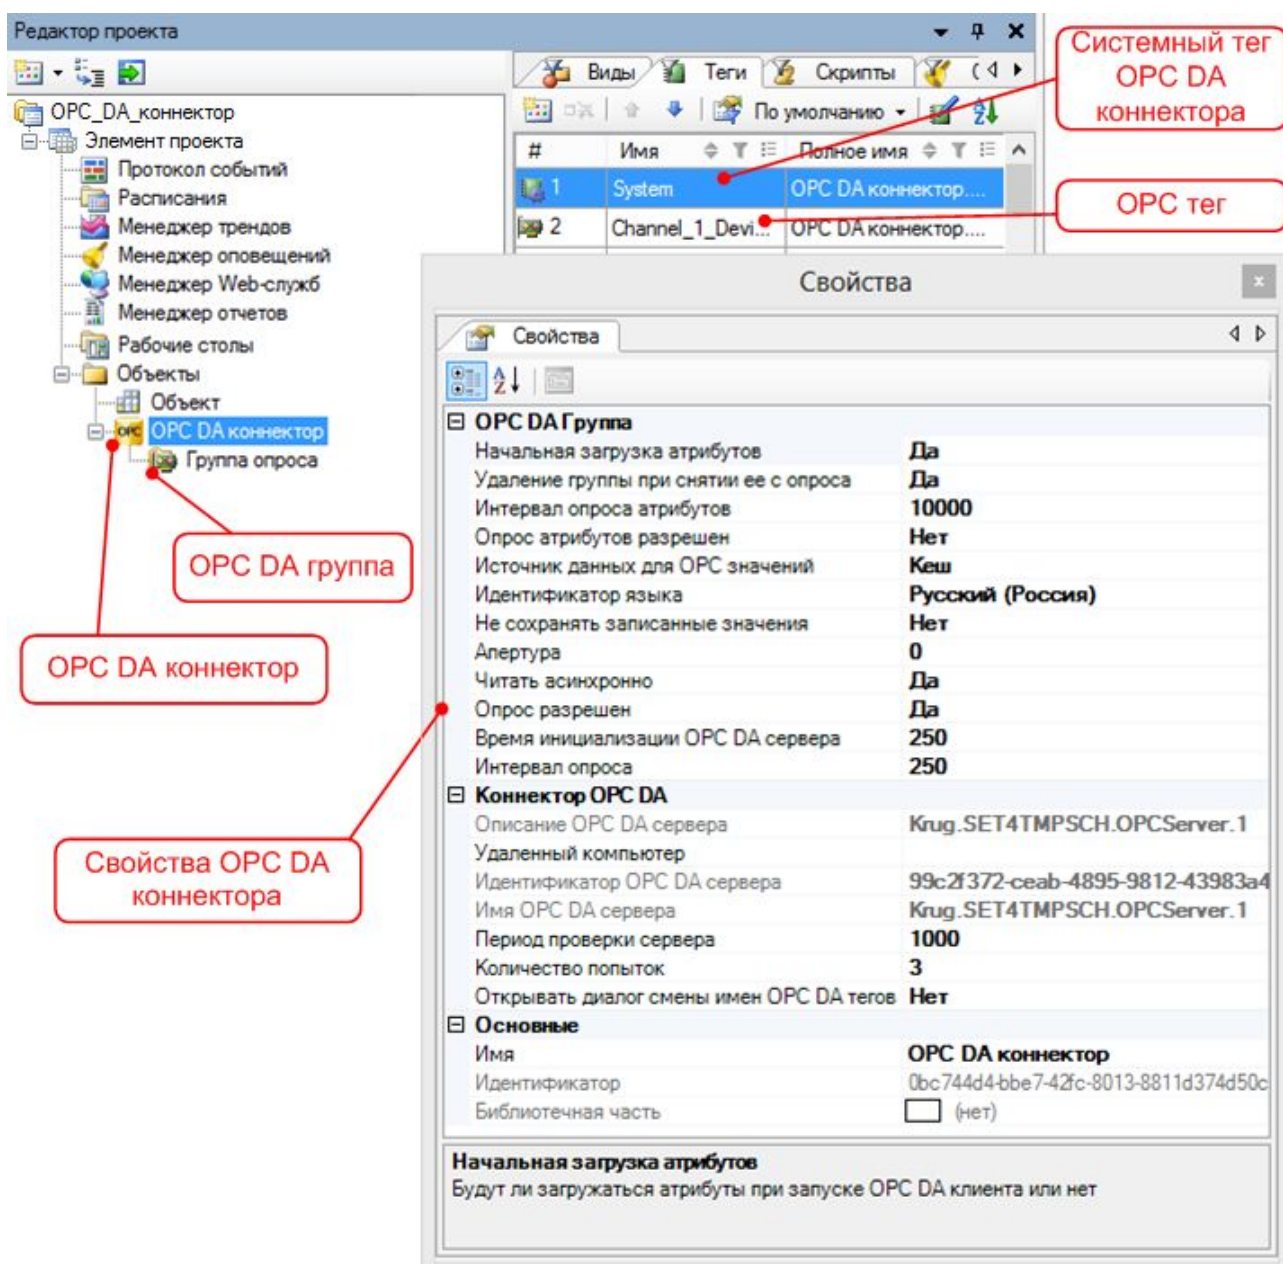 Редактор проекта
OPC_DA_коннектор
Элемент проекта
Протокол событий
Расписания
Менеджер трендов
Менеджер оповещений
Менеджер Web-служб
Менеджер отчетов
Рабочие столы
Объекты
Объект
OPC
OPC DA коннектор
Группа опроса
OPC DA группа
OPC DA коннектор
Свойства OPC DA
коннектора
Виды Теги Скрипты (
По умолчанию
# Имя Полное имя
1 System OPC DA коннектор....
2 Channel_1_Devi... OPC DA коннектор....
Системный тег
OPC DA
коннектора
OPC тег
Свойства
Свойства
OPC DA Группа
Начальная загрузка атрибутов Да
Удаление группы при снятии ее с опроса Да
Интервал опроса атрибутов 10000
Опрос атрибутов разрешен Нет
Источник данных для OPC значений Кеш
Идентификатор языка Русский (Россия)
Не сохранять записанные значения Нет
Апертура 0
Читать асинхронно Да
Опрос разрешен Да
Время инициализации OPC DA сервера 250
Интервал опроса 250
Коннектор OPC DA
Описание OPC DA сервера Krug.SET4TMPSCH.OPCServer.1
Удаленный компьютер
Идентификатор OPC DA сервера 99c2f372-ceab-4895-9812-43983a4
Имя OPC DA сервера Krug.SET4TMPSCH.OPCServer.1
Период проверки сервера 1000
Количество попыток 3
Открывать диалог смены имен OPC DA тегов Нет
Основные
Имя OPC DA коннектор
Идентификатор 0bc744d4-bbe7-42fc-8013-8811d374d50c
Библиотечная часть (нет)
Начальная загрузка атрибутов
Будут ли загружаться атрибуты при запуске OPC DA клиента или нет